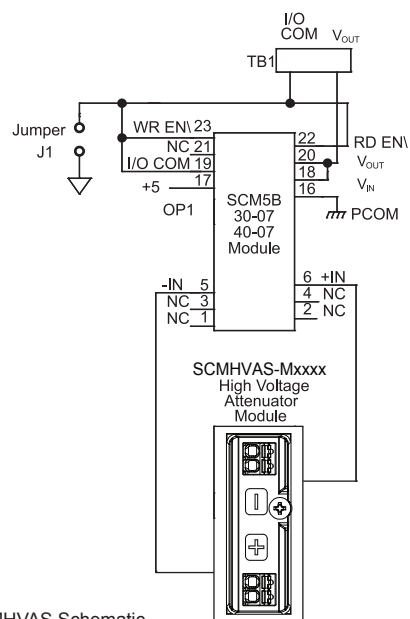 I/O
COM VOUT
TB1
Jumper
J1
WR EN\ 23
NC 21
I/O COM 19
+5 17
OP1
22 RD EN\
20 VOUT
18
16 VIN
PCOM
SCM5B
30-07
40-07
Module
-IN 5
NC 3
NC 1
6 +IN
4 NC
2 NC
SCMHVAS-Mxxxx
High Voltage
Attenuator
Module
−
+